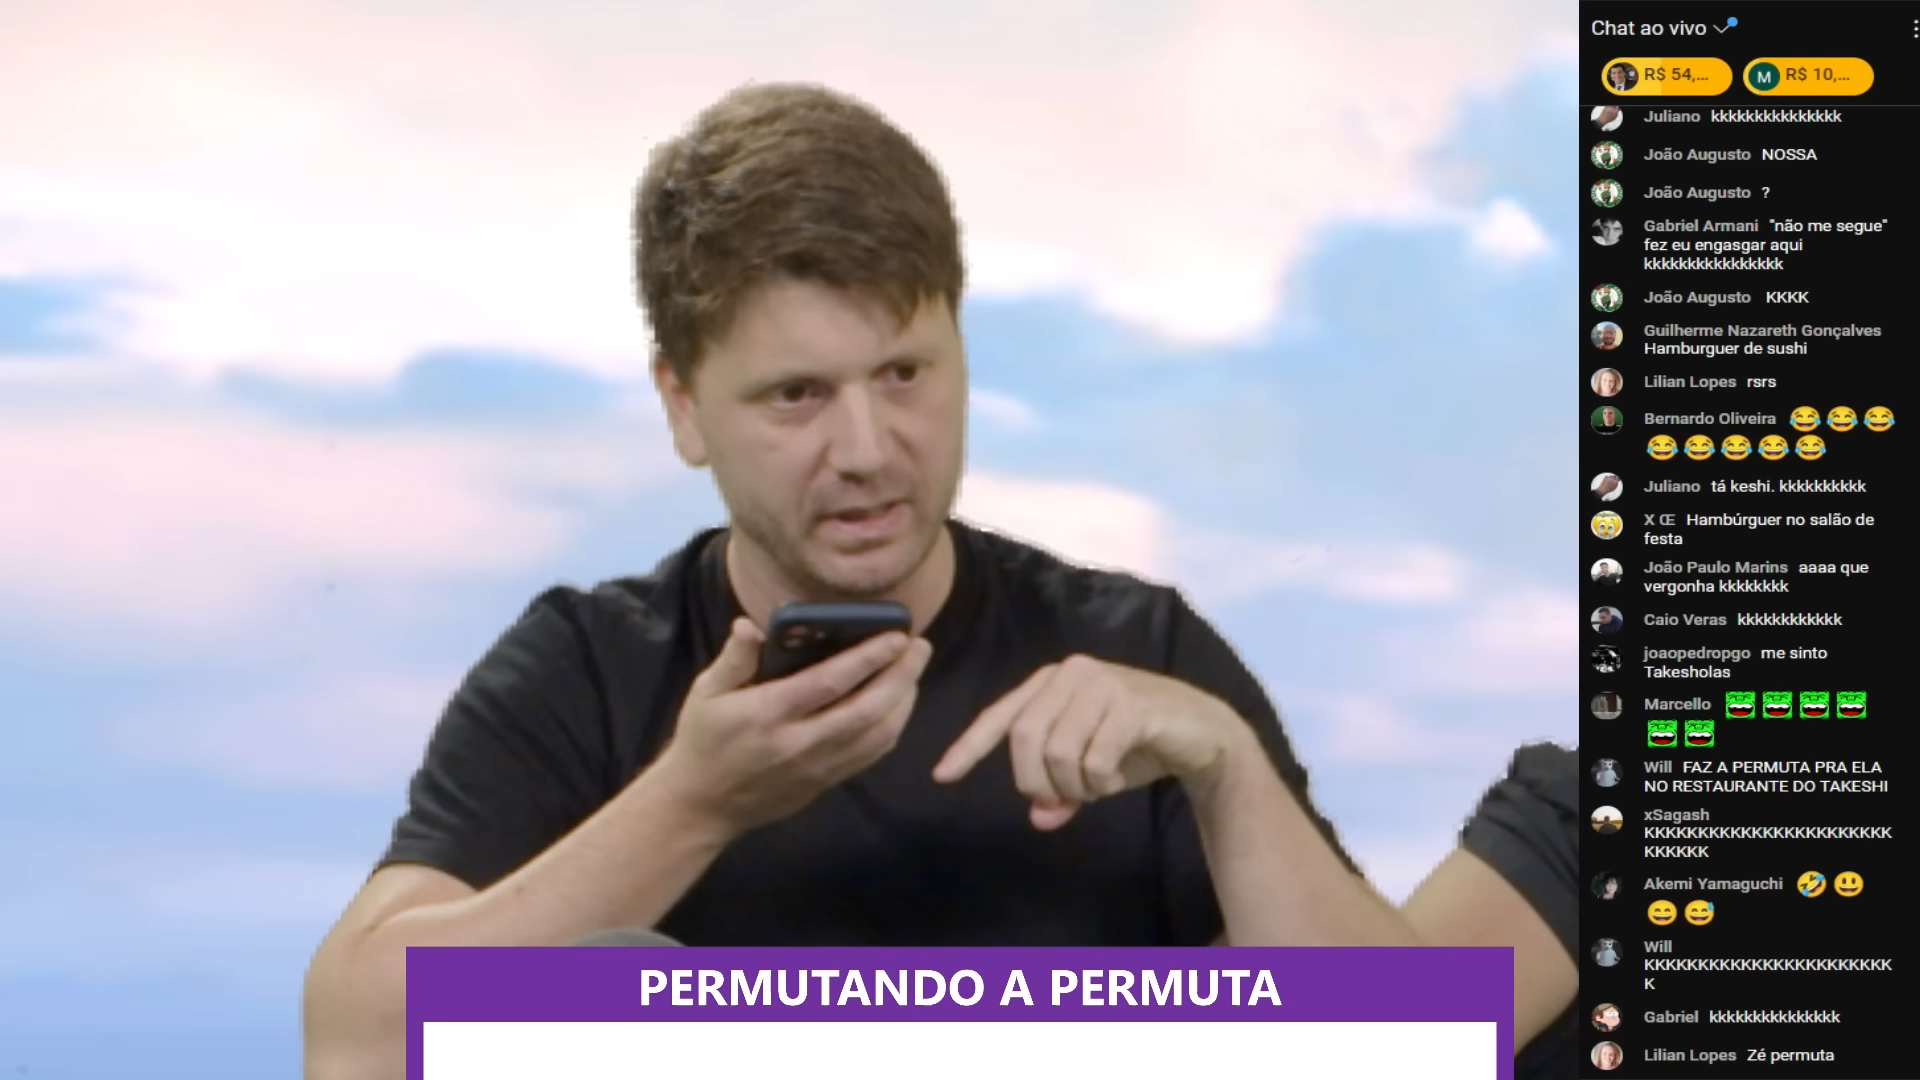 PERMUTANDO A PERMUTA
Chat ao vivo
R$ 54,...
M R$ 10,...
Juliano kkkkkkkkkkkkkkk
João Augusto NOSSA
João Augusto ?
Gabriel Armani "não me segue"
fez eu engasgar aqui
kkkkkkkkkkkkkkkk
João Augusto KKKK
Guilherme Nazareth Gonçalves
Hamburguer de sushi
Lilian Lopes rsrs
Bernardo Oliveira 😂😂😂
😂😂😂😂😂
Juliano tá keshi. kkkkkkkkkk
X Œ Hambúrguer no salão de
festa
João Paulo Marins aaaa que
vergonha kkkkkkkk
Caio Veras kkkkkkkkkkkk
joaopedropgo me sinto
Takesholas
Marcello
Will FAZ A PERMUTA PRA ELA
NO RESTAURANTE DO TAKESHI
xSagash
KKKKKKKKKKKKKKKKKKKKKKK
KKKKKK
Akemi Yamaguchi 🤣😃
😄😅
Will
KKKKKKKKKKKKKKKKKKKKKKK
K
Gabriel kkkkkkkkkkkkkkk
Lilian Lopes Zé permuta